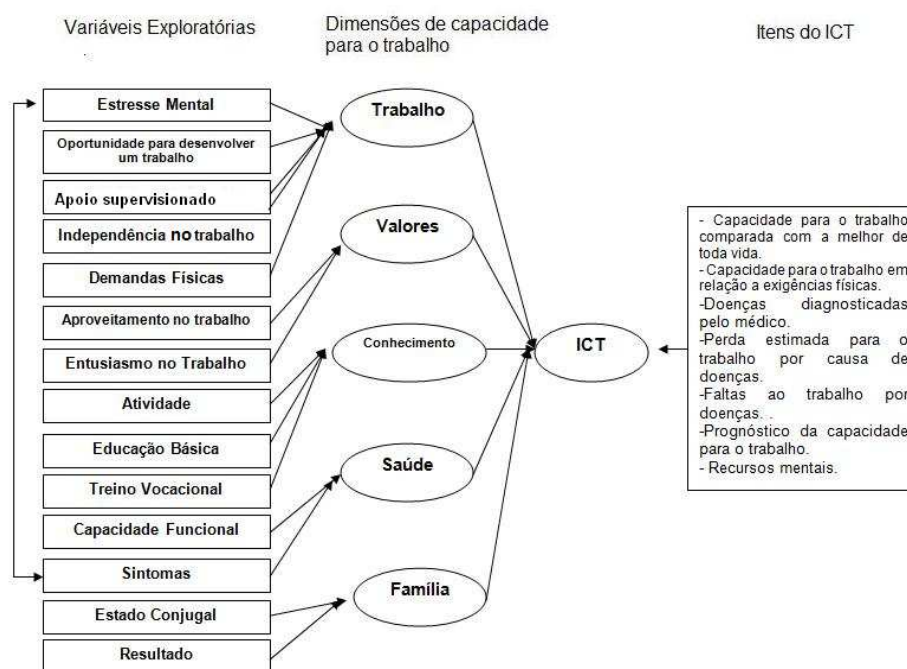 Variáveis Exploratórias
Dimensões de capacidade
para o trabalho
Itens do ICT
Estresse Mental
Oportunidade para desenvolver
um trabalho
Apoio supervisionado
Independência no trabalho
Demandas Físicas
Aproveitamento no trabalho
Entusiasmo no Trabalho
Atividade
Educação Básica
Treino Vocacional
Capacidade Funcional
Sintomas
Estado Conjugal
Resultado
Trabalho
Valores
Conhecimento
Saúde
Família
ICT
- Capacidade para o trabalho
comparada com a melhor de
toda vida.
- Capacidade para o trabalho em
relação a exigências físicas.
-Doenças diagnosticadas
pelo médico.
-Perda estimada para o
trabalho por causa de
doenças.
-Faltas ao trabalho por
doenças. .
-Prognóstico da capacidade
para o trabalho.
- Recursos mentais.